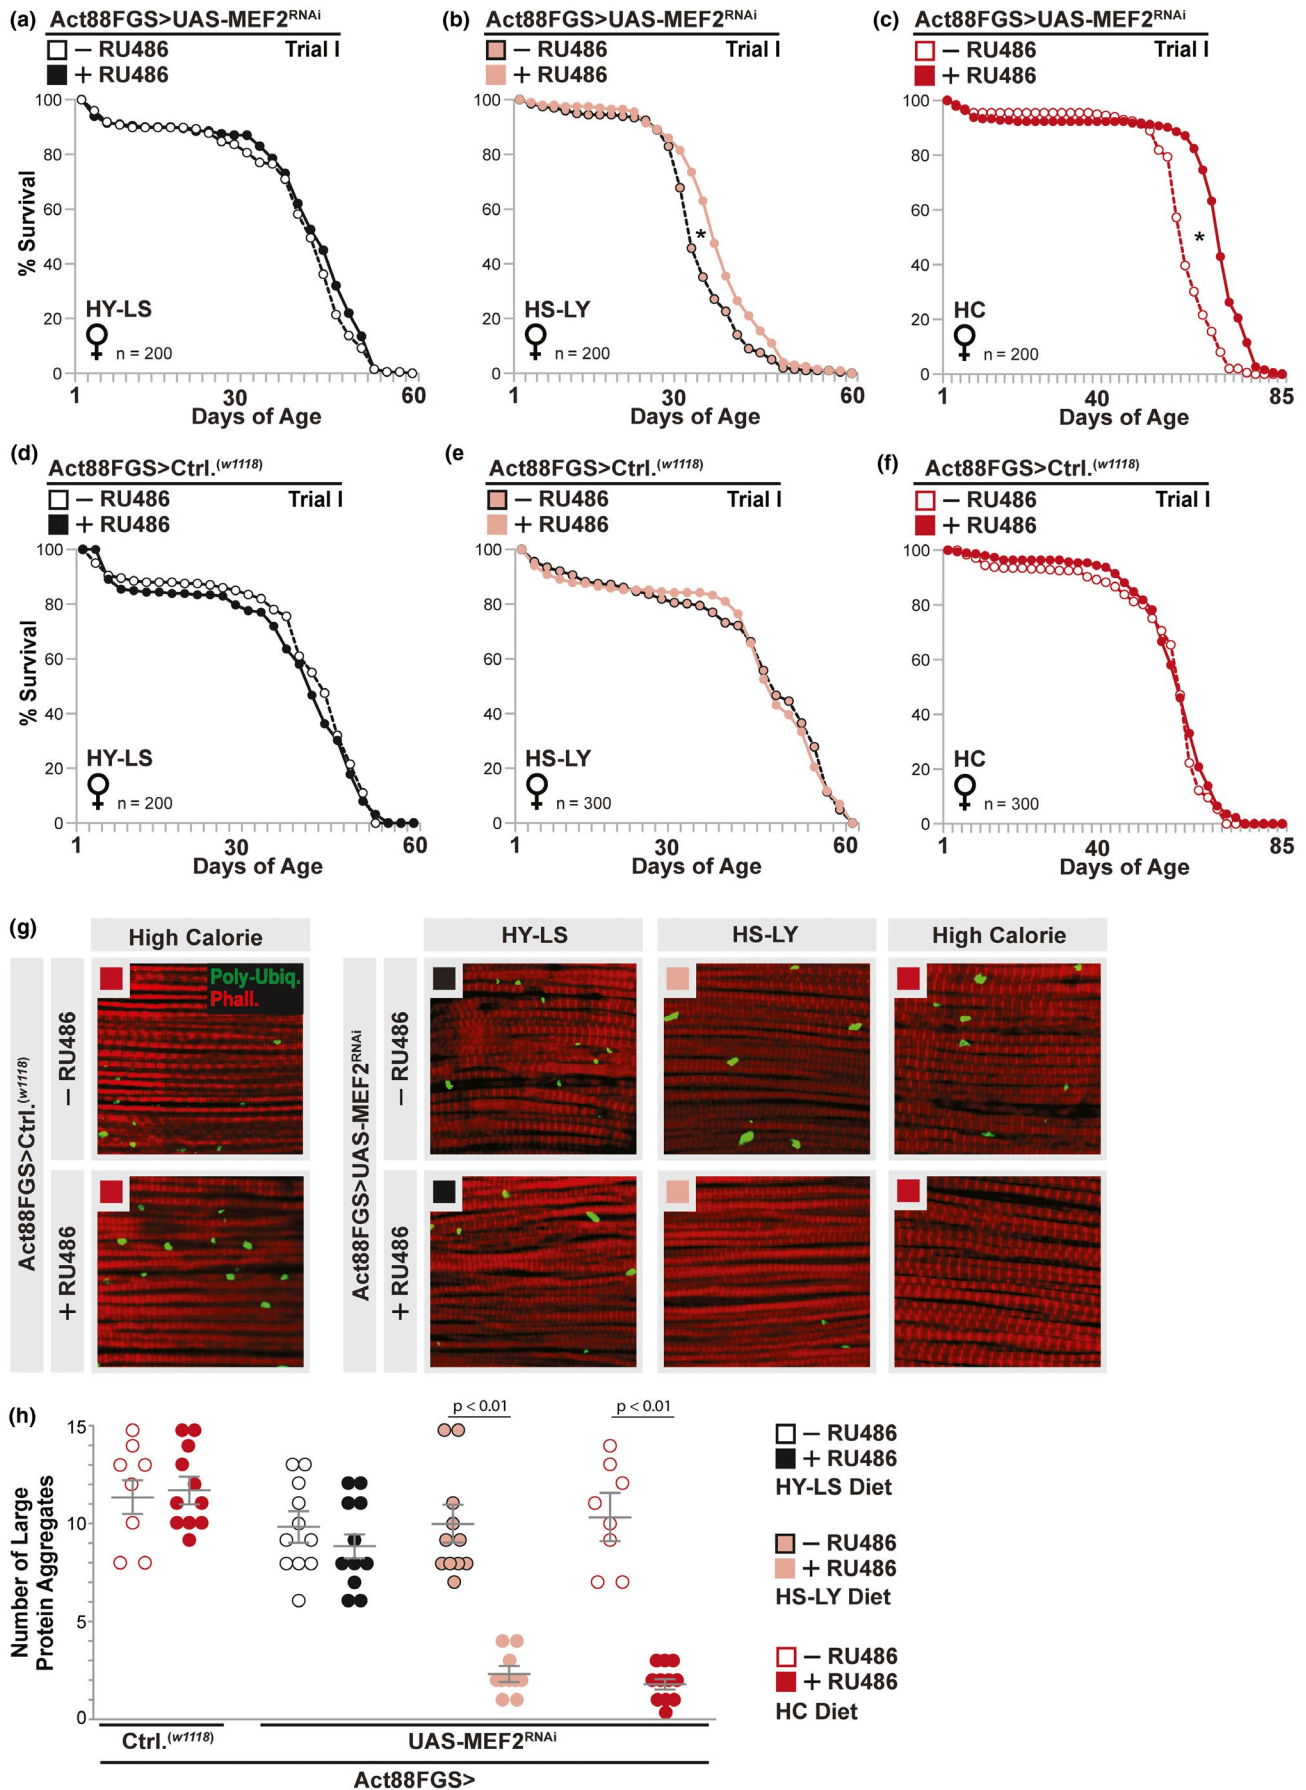 (a) Act88FGS>UAS-MEF2RNAi
− RU486 Trial I
+ RU486
100
80
60
40
20
0
% Survival
HY-LS
♀ n = 200
1 30 60
Days of Age
(b) Act88FGS>UAS-MEF2RNAi
− RU486 Trial I
+ RU486
100
80
60
40
20
0
*
HS-LY
♀ n = 200
1 30 60
Days of Age
(c) Act88FGS>UAS-MEF2RNAi
− RU486 Trial I
+ RU486
100
80
60
40
20
0
*
HC
♀ n = 200
1 40 85
Days of Age
(d) Act88FGS>Ctrl.(w1118)
− RU486 Trial I
+ RU486
100
80
60
40
20
0
% Survival
HY-LS
♀ n = 200
1 30 60
Days of Age
(e) Act88FGS>Ctrl.(w1118)
− RU486 Trial I
+ RU486
100
80
60
40
20
0
HS-LY
♀ n = 300
1 30 60
Days of Age
(f) Act88FGS>Ctrl.(w1118)
− RU486 Trial I
+ RU486
100
80
60
40
20
0
HC
♀ n = 300
1 40 85
Days of Age
(g)
High Calorie
HY-LS HS-LY High Calorie
Act88FGS>Ctrl.(w1118)
− RU486
+ RU486
Poly-Ubiq.
Phall.
Act88FGS>UAS-MEF2RNAi
− RU486
+ RU486
(h)
Number of Large
Protein Aggregates
15
10
5
0
p < 0.01 p < 0.01
Ctrl.(w1118) UAS-MEF2RNAi
Act88FGS>
− RU486
+ RU486
HY-LS Diet
− RU486
+ RU486
HS-LY Diet
− RU486
+ RU486
HC Diet